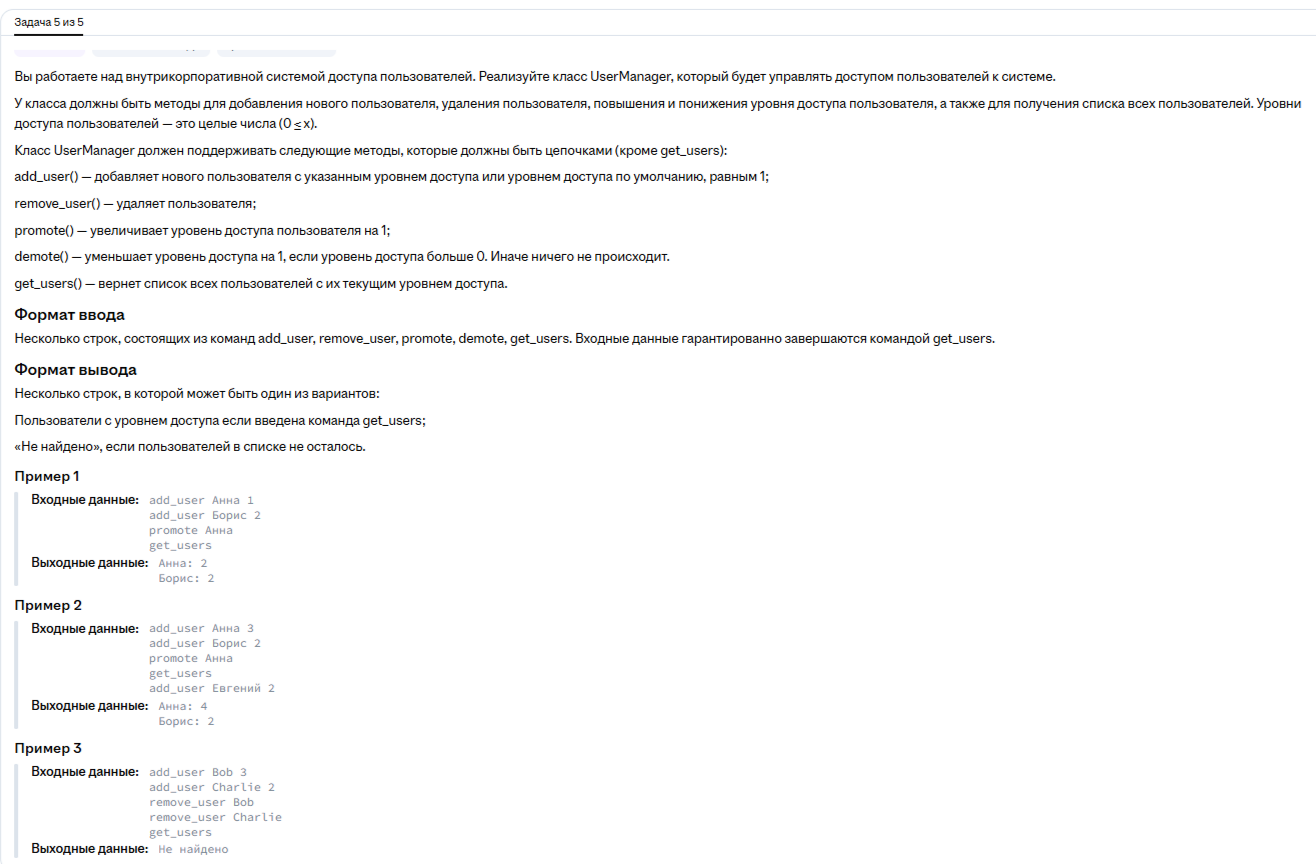 Задача 5 из 5
Вы работаете над внутрикорпоративной системой доступа пользователей. Реализуйте класс UserManager, который будет управлять доступом пользователей к системе.
У класса должны быть методы для добавления нового пользователя, удаления пользователя, повышения и понижения уровня доступа пользователя, а также для получения списка всех пользователей. Уровни
доступа пользователей — это целые числа (0 ≤ x).
Класс UserManager должен поддерживать следующие методы, которые должны быть цепочками (кроме get_users):
add_user() — добавляет нового пользователя с указанным уровнем доступа или уровнем доступа по умолчанию, равным 1;
remove_user() — удаляет пользователя;
promote() — увеличивает уровень доступа пользователя на 1;
demote() — уменьшает уровень доступа на 1, если уровень доступа больше 0. Иначе ничего не происходит.
get_users() — вернет список всех пользователей с их текущим уровнем доступа.
Формат ввода
Несколько строк, состоящих из команд add_user, remove_user, promote, demote, get_users. Входные данные гарантированно завершаются командой get_users.
Формат вывода
Несколько строк, в которой может быть один из вариантов:
Пользователи с уровнем доступа если введена команда get_users;
«Не найдено», если пользователей в списке не осталось.
Пример 1
Входные данные: add_user Анна 1
add_user Борис 2
promote Анна
get_users
Выходные данные: Анна: 2
Борис: 2
Пример 2
Входные данные: add_user Анна 3
add_user Борис 2
promote Анна
get_users
add_user Евгений 2
Выходные данные: Анна: 4
Борис: 2
Пример 3
Входные данные: add_user Bob 3
add_user Charlie 2
remove_user Bob
remove_user Charlie
get_users
Выходные данные: Не найдено